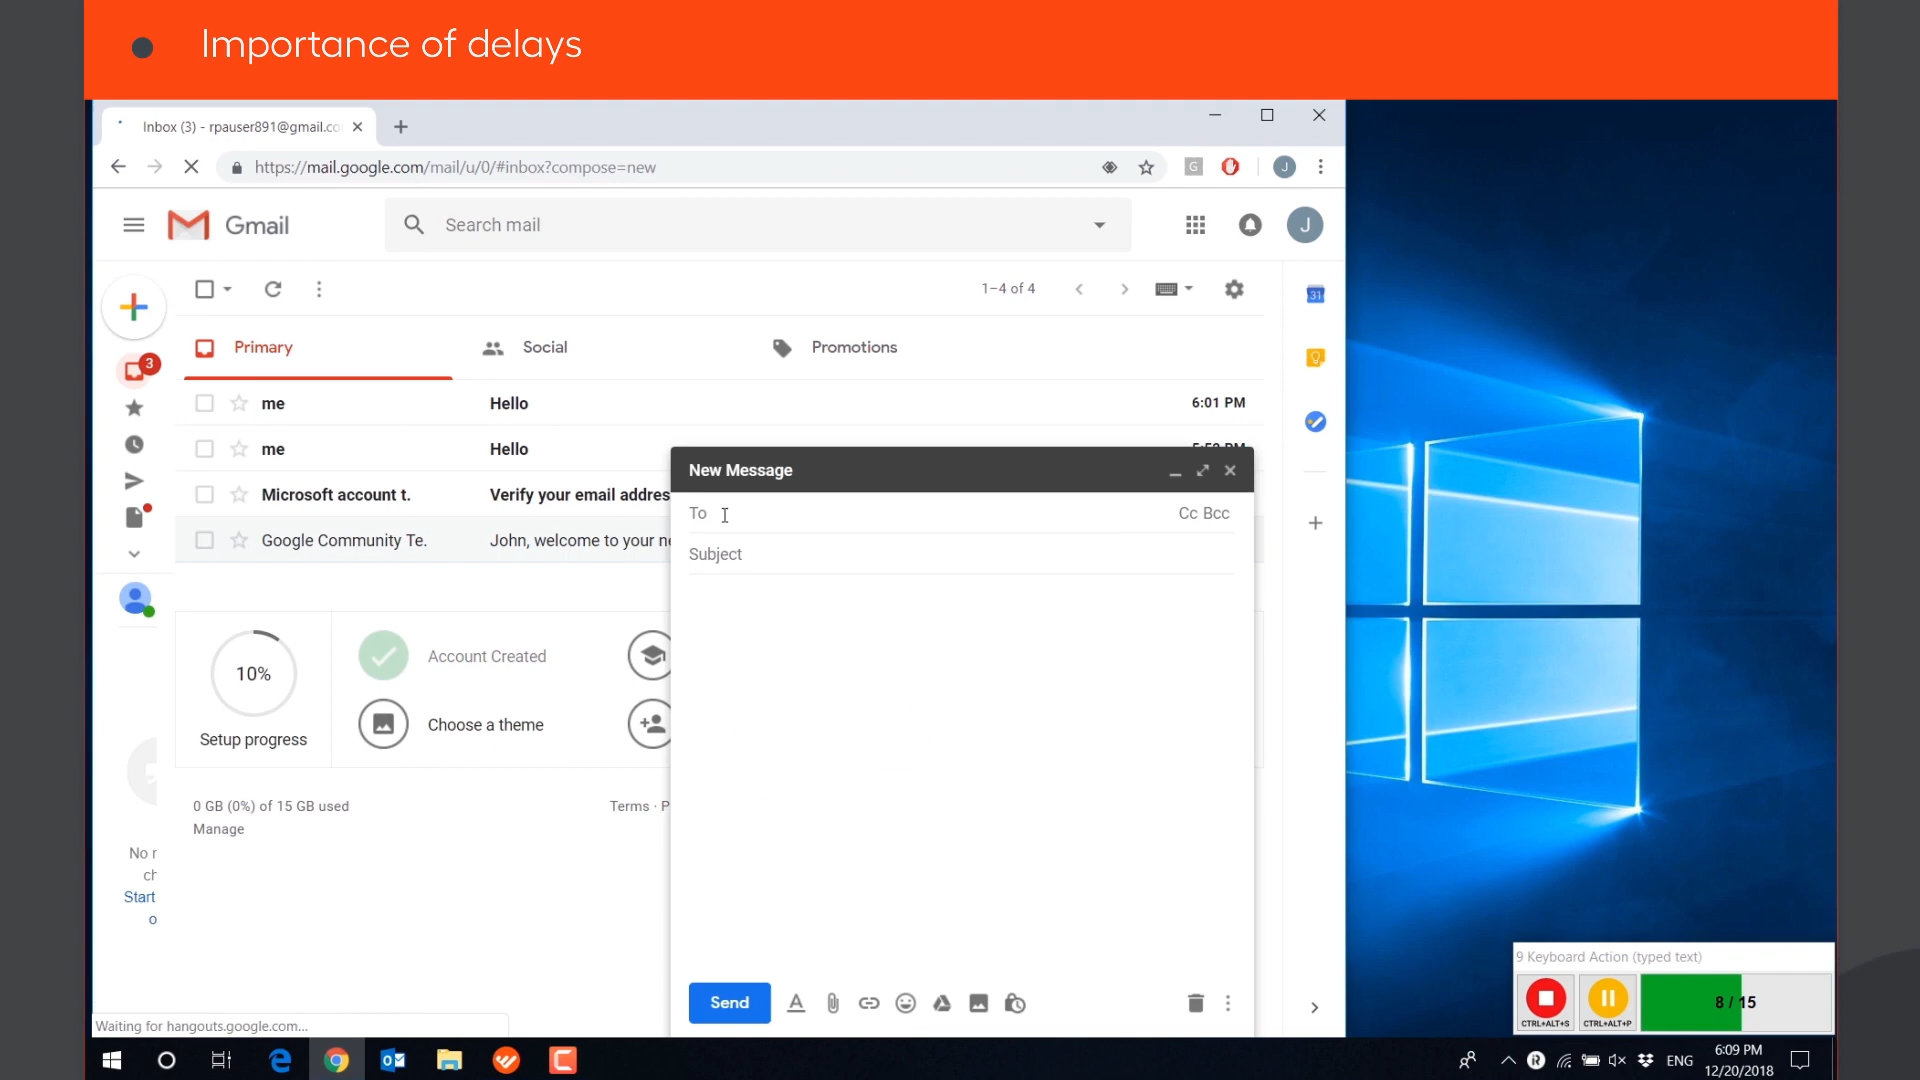 Importance of delays
Inbox (3) - rpauser891@gmail.co
https://mail.google.com/mail/u/0/#inbox?compose=new
G
J
Gmail
Search mail
J
1–4 of 4
31
Primary
Social
Promotions
3
me
Hello
6:01 PM
me
Hello
Microsoft account t.
Verify your email addres
Google Community Te.
John, welcome to your ne
New Message
To
Cc Bcc
Subject
10%
Setup progress
Account Created
Choose a theme
0 GB (0%) of 15 GB used
Manage
Terms · P
No r
ch
Start
o
Send
Waiting for hangouts.google.com...
9 Keyboard Action (typed text)
CTRL+ALT+S
CTRL+ALT+P
8 / 15
ENG
6:09 PM
12/20/2018